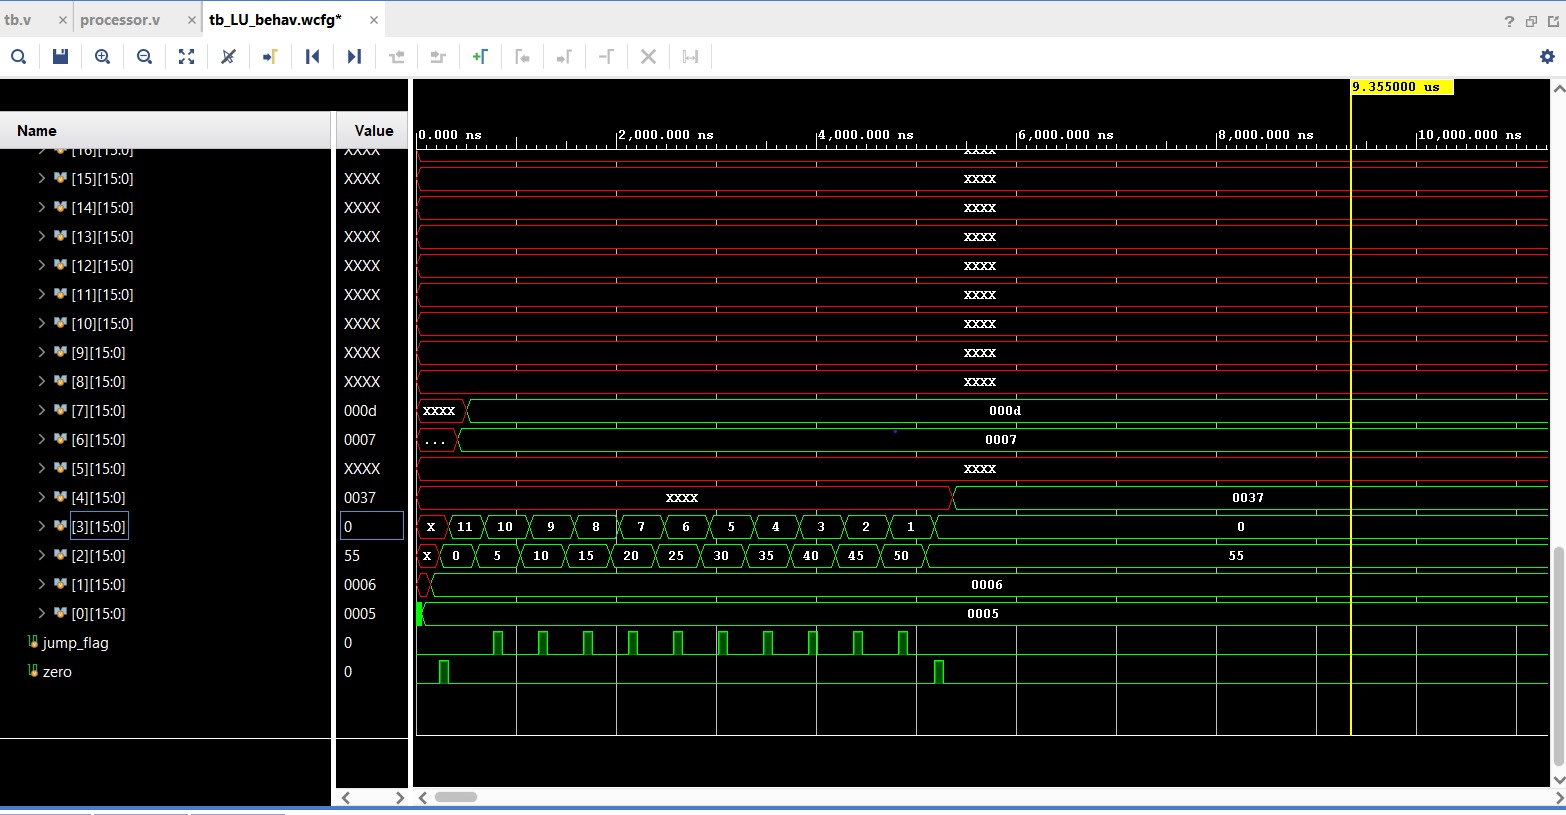 tb.v × processor.v × tb_LU_behav.wcfg* ×
?
9.355000 us
Name Value
0.000 ns 2,000.000 ns 4,000.000 ns 6,000.000 ns 8,000.000 ns 10,000.000 ns
[16][15:0] XXXX XXXX
[15][15:0] XXXX XXXX
[14][15:0] XXXX XXXX
[13][15:0] XXXX XXXX
[12][15:0] XXXX XXXX
[11][15:0] XXXX XXXX
[10][15:0] XXXX XXXX
[9][15:0] XXXX XXXX
[8][15:0] XXXX XXXX
[7][15:0] 000d XXXX 000d
[6][15:0] 0007 ... 0007
[5][15:0] XXXX XXXX
[4][15:0] 0037 XXXX 0037
[3][15:0] 0 X 11 10 9 8 7 6 5 4 3 2 1 0
[2][15:0] 55 X 0 5 10 15 20 25 30 35 40 45 50 55
[1][15:0] 0006 0006
[0][15:0] 0005 0005
jump_flag 0
zero 0